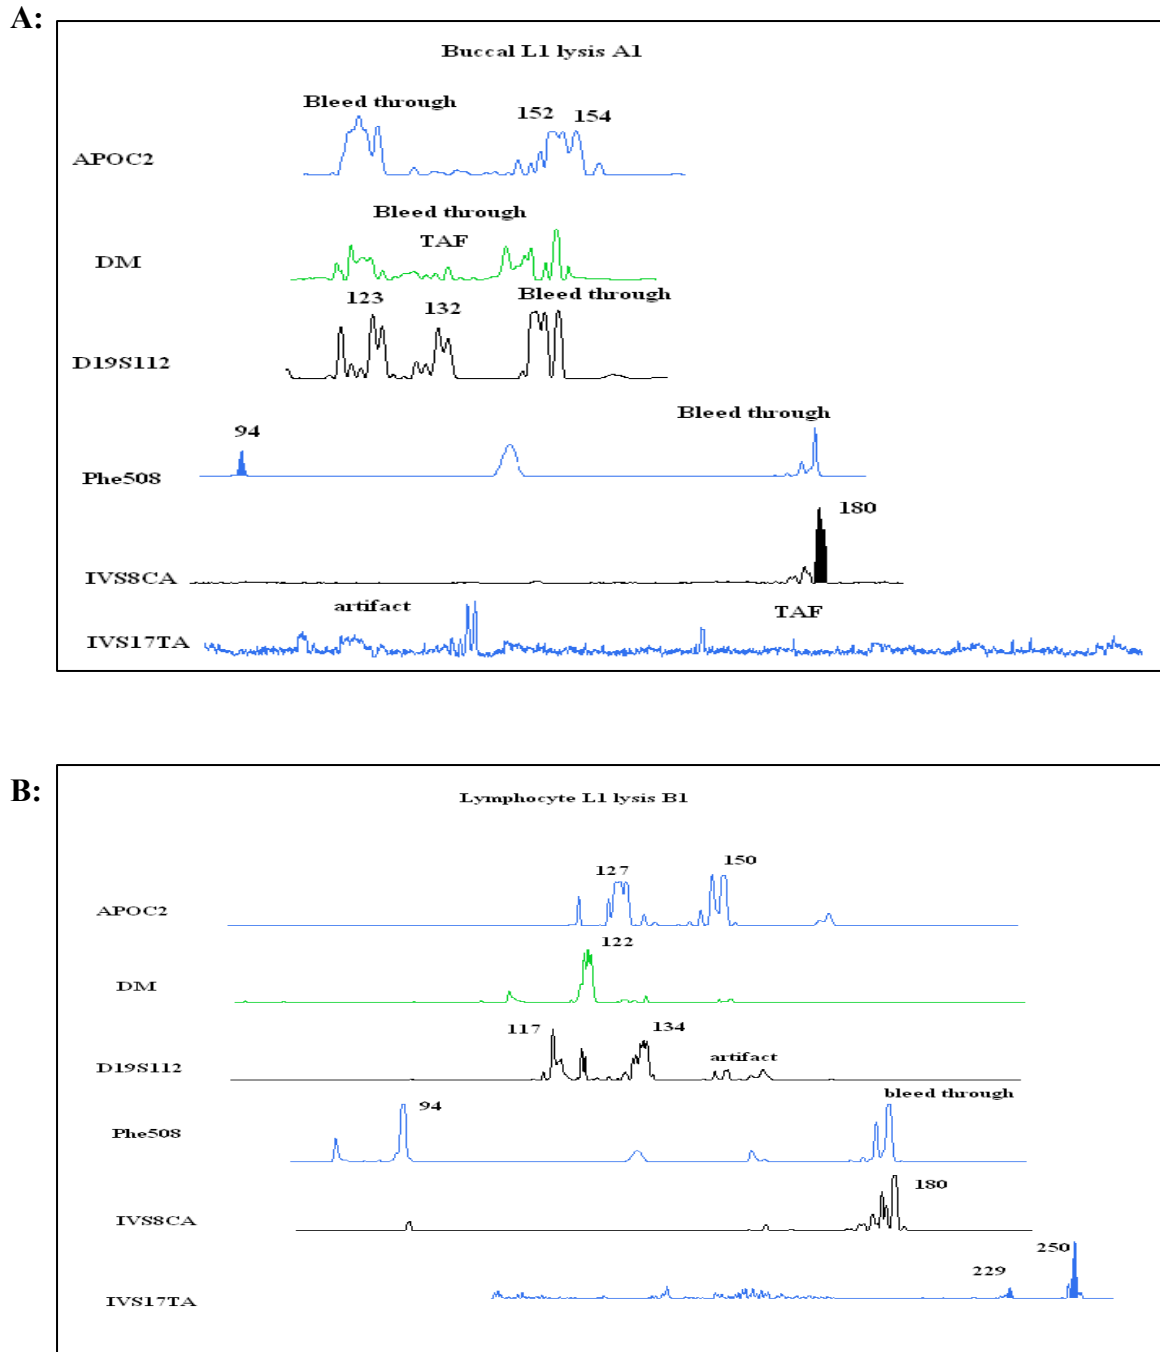 A:
Buccal L1 lysis A1
Bleed through
152 154
APOC2
Bleed through
TAF
DM
Bleed through
123 132
D19S112
Bleed through
94
Phe508
180
IVS8CA
artifact TAF
IVS17TA
B:
Lymphocyte L1 lysis B1
127 150
APOC2
122
DM
117 134
artifact
D19S112
bleed through
94
Phe508
180
IVS8CA
250
229
IVS17TA